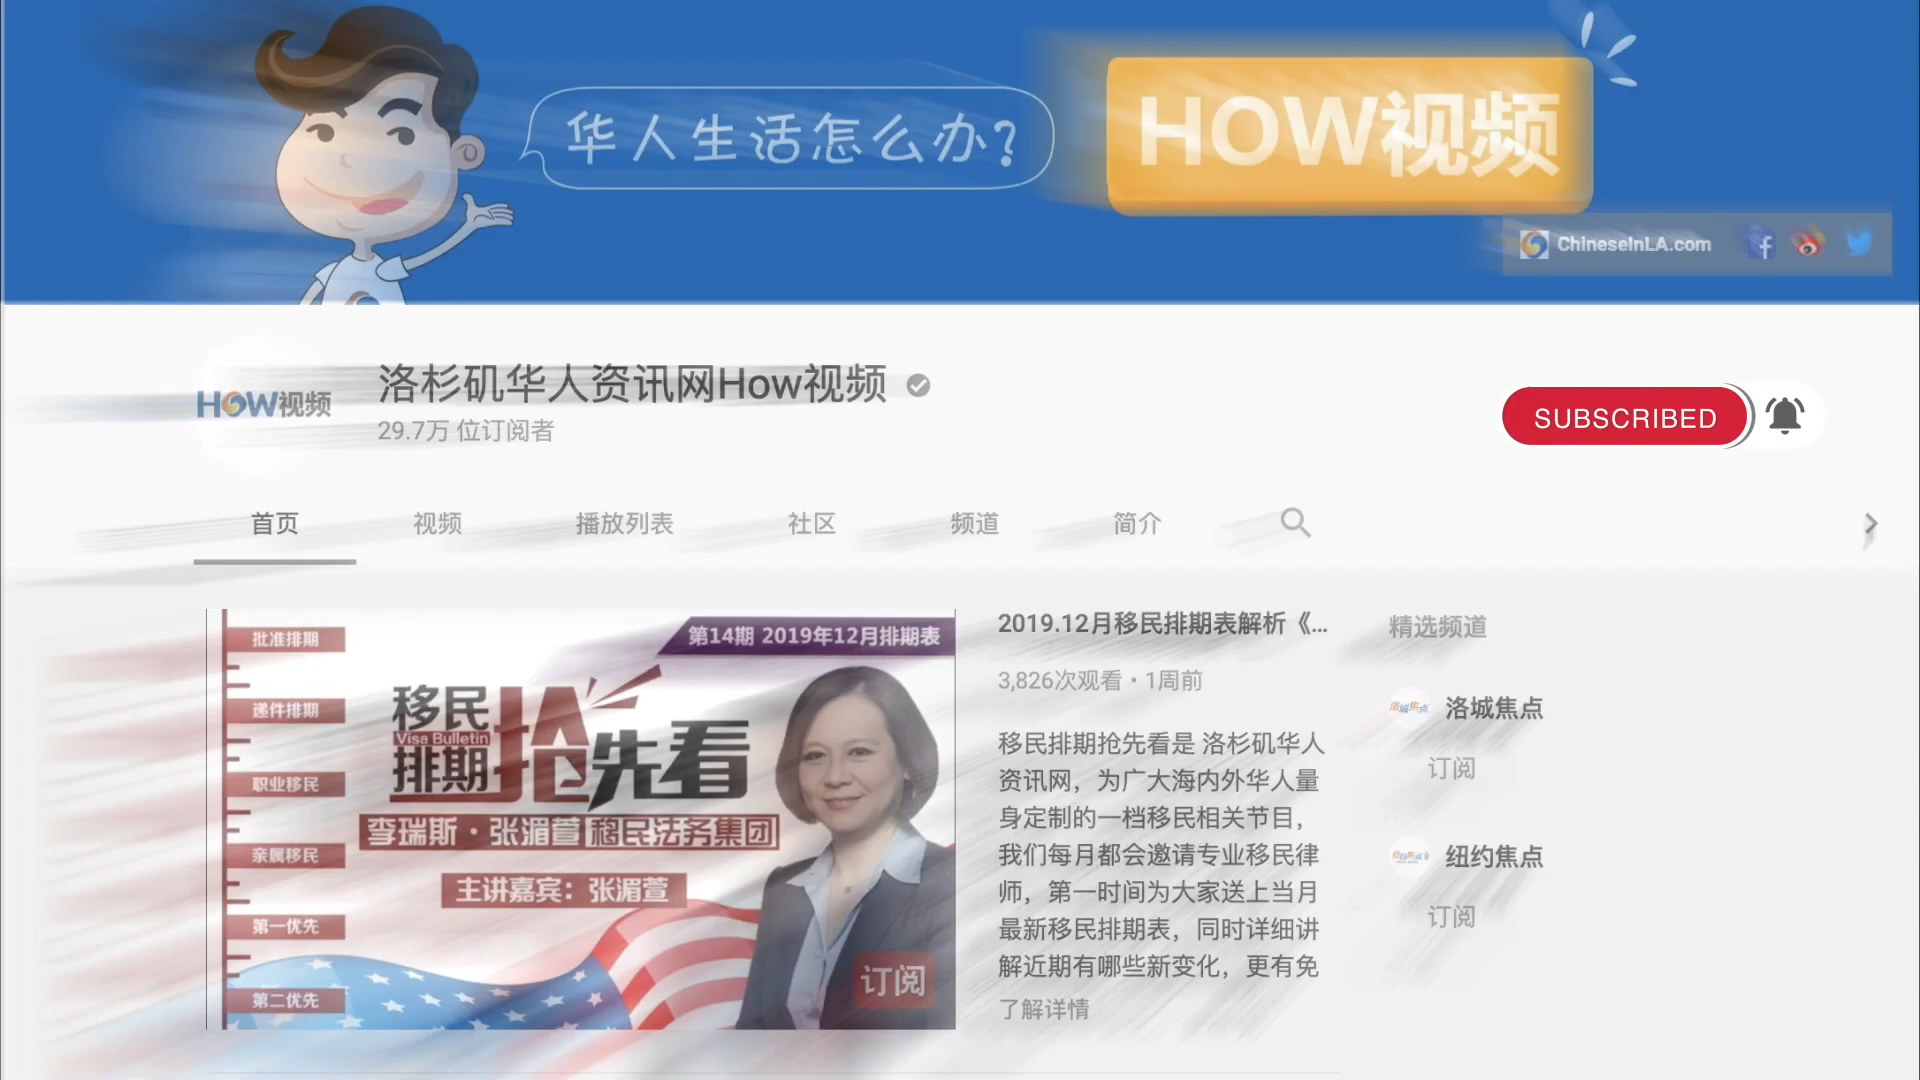 华人生活怎么办?
HOW视频
ChineseInLA.com
HOW视频
洛杉矶华人资讯网How视频
29.7万 位订阅者
SUBSCRIBED
首页
视频
播放列表
社区
频道
简介
批准排期
递件排期
职业移民
亲属移民
第一优先
第二优先
第14期 2019年12月排期表
移民
Visa Bulletin
排期
抢先看
李瑞斯·张湄萱 移民法务集团
主讲嘉宾：张湄萱
订阅
2019.12月移民排期表解析《...
3,826次观看 • 1周前
移民排期抢先看是 洛杉矶华人
资讯网，为广大海内外华人量
身定制的一档移民相关节目，
我们每月都会邀请专业移民律
师，第一时间为大家送上当月
最新移民排期表，同时详细讲
解近期有哪些新变化，更有免
了解详情
精选频道
洛城焦点
洛城焦点
订阅
纽约焦点
订阅